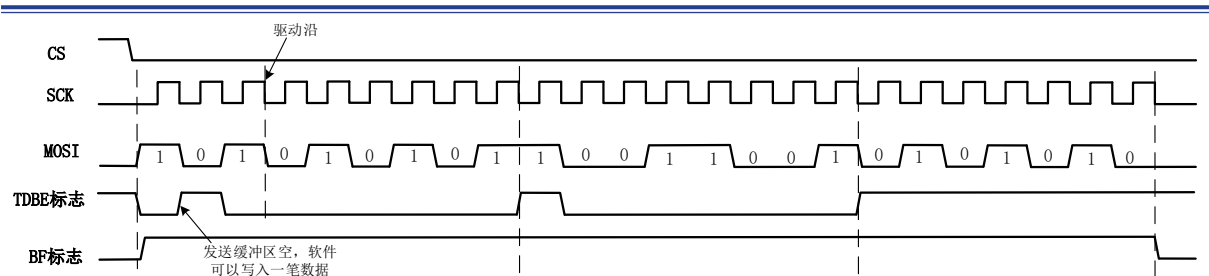 驱动沿
CS
SCK
MOSI
1 0 1 0 1 0 1 0 1 1 0 0 1 1 0 0 1 0 1 0 1 0 1 0
TDBE标志
发送缓冲区空，软件
可以写入一笔数据
BF标志